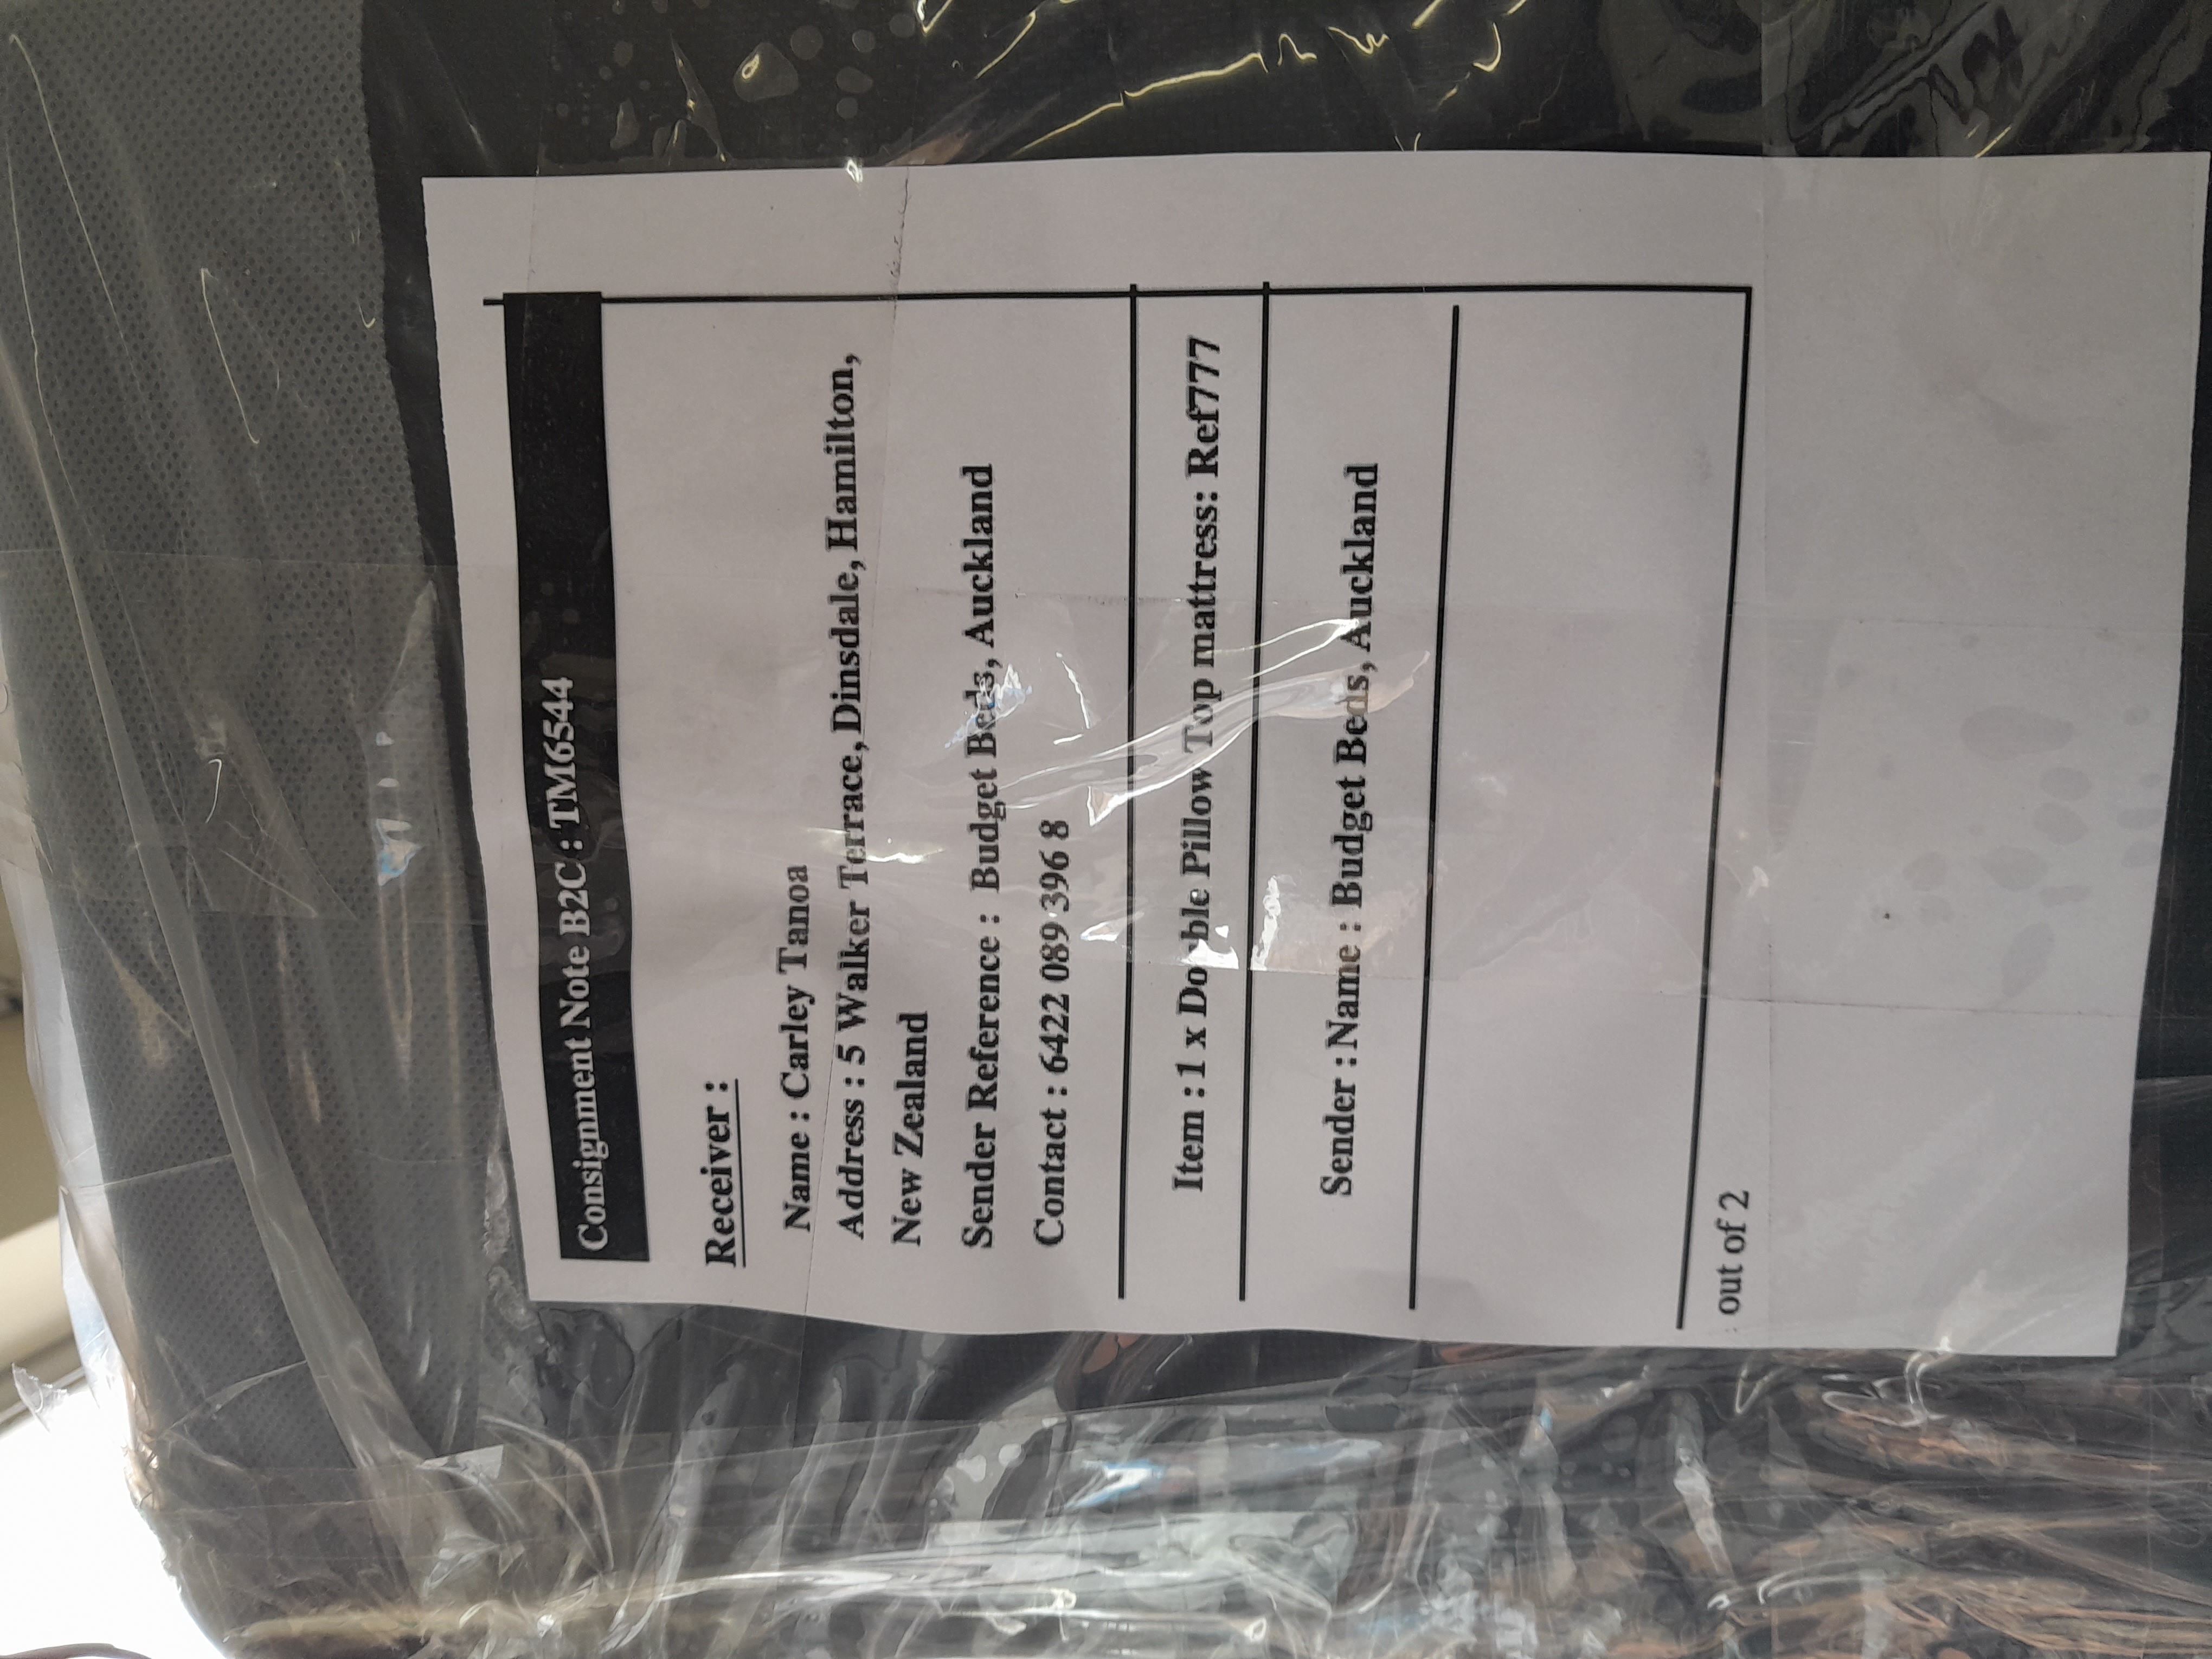 Consignment Note B2C : TM6544
Receiver :
Name : Carley Tanoa
Address : 5 Walker Terrace, Dinsdale, Hamilton,
New Zealand
Sender Reference : Budget Beds, Auckland
Contact : 6422 089 396 8
Item : 1 x Double Pillow Top mattress: Ref777
Sender : Name : Budget Beds, Auckland
out of 2